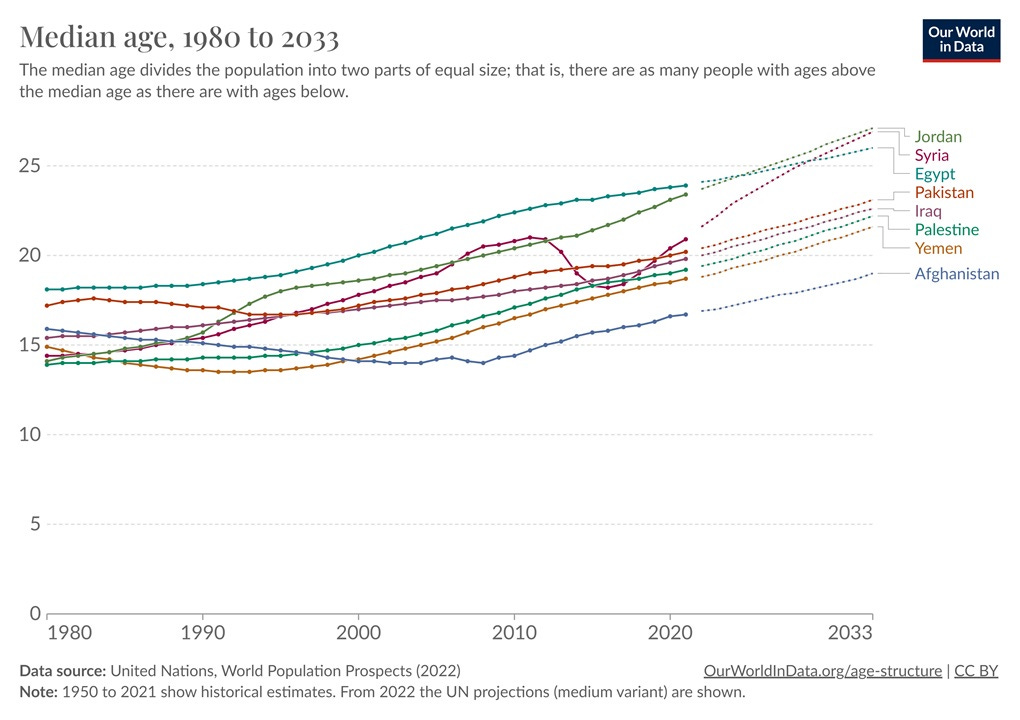 Median age, 1980 to 2033
Our World
in Data
The median age divides the population into two parts of equal size; that is, there are as many people with ages above
the median age as there are with ages below.
Jordan
Syria
Egypt
Pakistan
Iraq
Palestine
Yemen
Afghanistan
25
20
15
10
5
0
1980
1990
2000
2010
2020
2033
Data source: United Nations, World Population Prospects (2022)
OurWorldInData.org/age-structure | CC BY
Note: 1950 to 2021 show historical estimates. From 2022 the UN projections (medium variant) are shown.